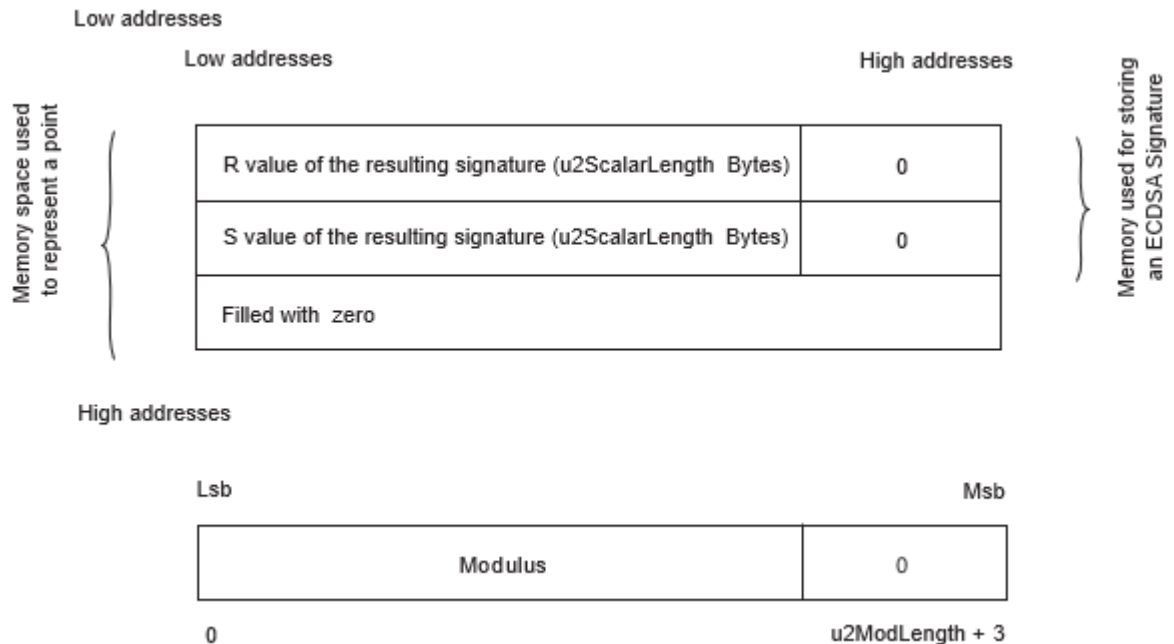 Low addresses
Low addresses High addresses
Memory space used
to represent a point
R value of the resulting signature (u2ScalarLength Bytes) 0
S value of the resulting signature (u2ScalarLength Bytes) 0
Filled with zero
Memory used for storing
an ECDSA Signature
High addresses
Lsb Msb
Modulus 0
0 u2ModLength + 3